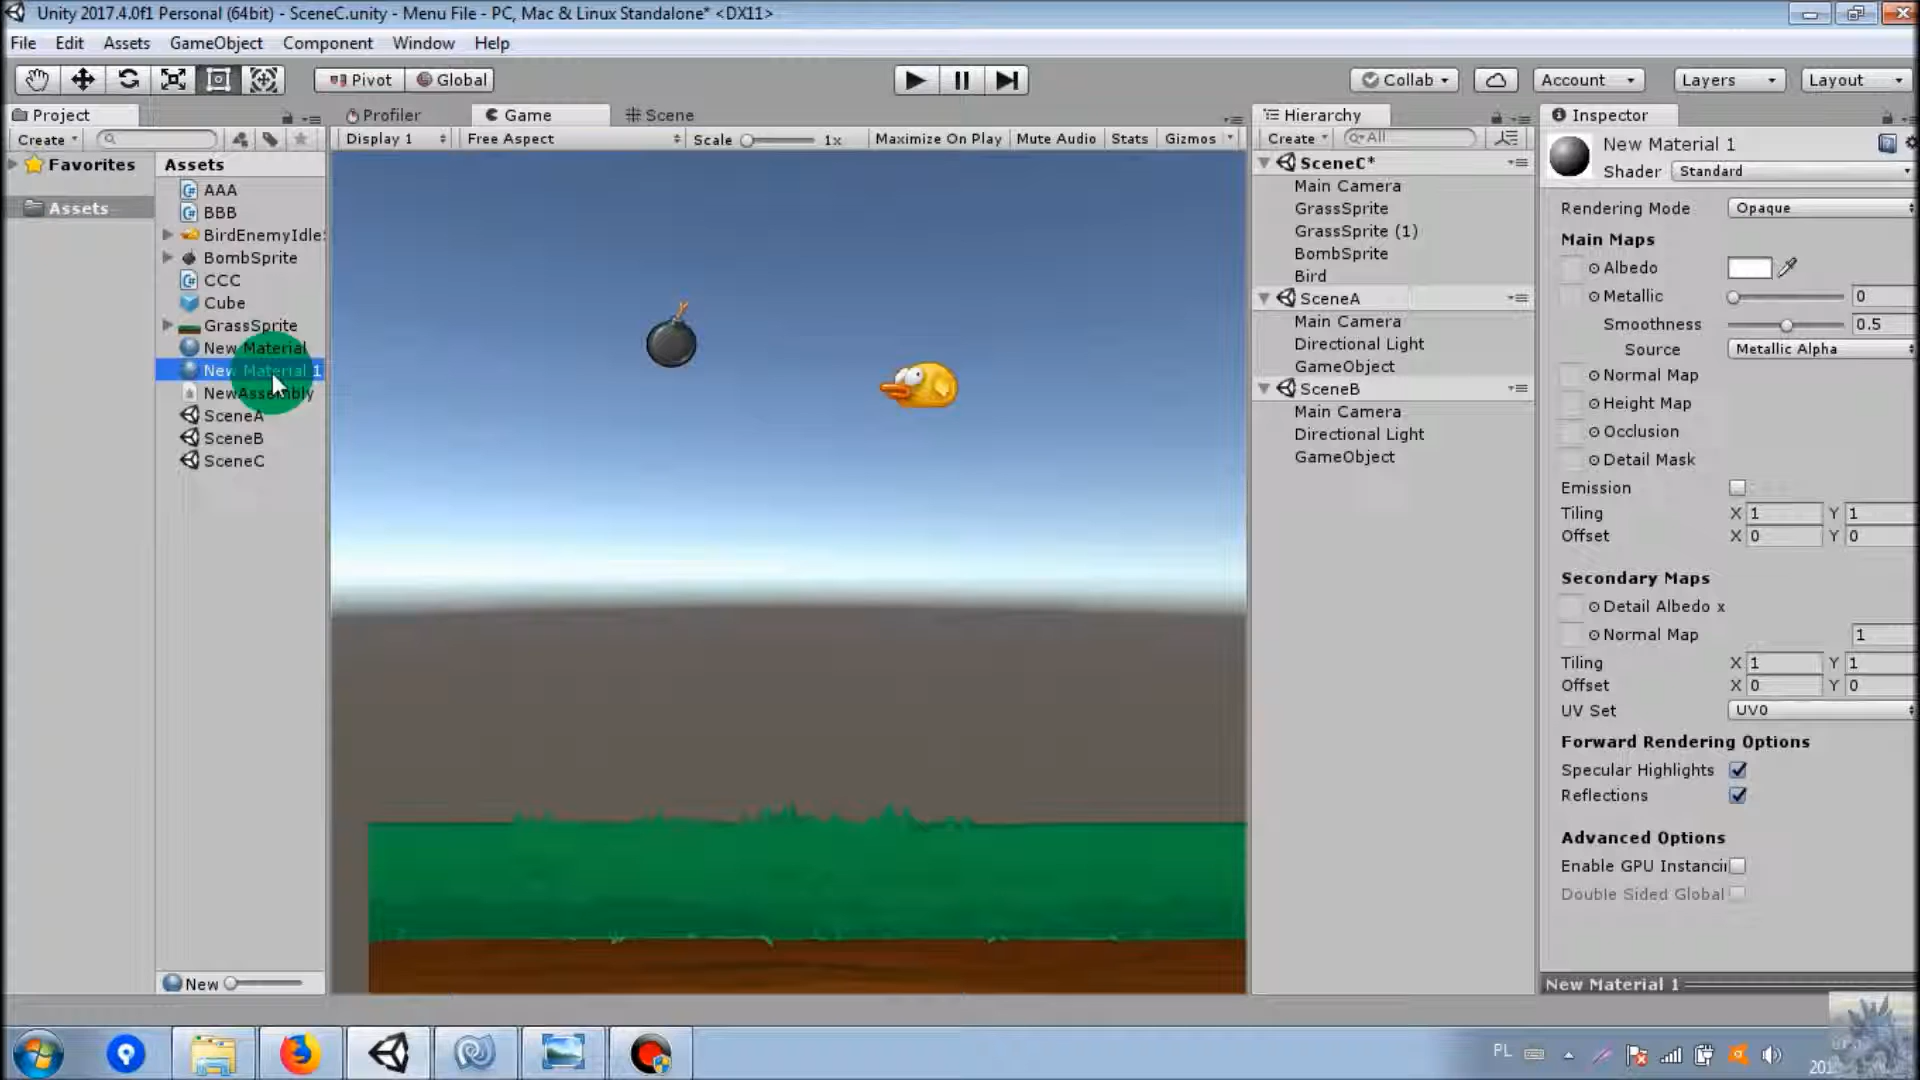 Unity 2017.4.0f1 Personal (64bit) - SceneC.unity - Menu File - PC, Mac & Linux Standalone* <DX11>
File Edit Assets GameObject Component Window Help
Pivot Global Collab Account Layers Layout
Project Profiler Game Scene Hierarchy Inspector
Create Display 1 Free Aspect Scale 1x Maximize On Play Mute Audio Stats Gizmos Create All
Favorites
Assets
Assets
AAA
BBB
BirdEnemyIdle
BombSprite
CCC
Cube
GrassSprite
New Material
New Material 1
NewAssembly
SceneA
SceneB
SceneC
New
SceneC*
Main Camera
GrassSprite
GrassSprite (1)
BombSprite
Bird
SceneA
Main Camera
Directional Light
GameObject
SceneB
Main Camera
Directional Light
GameObject
New Material 1
Shader Standard
Rendering Mode Opaque
Main Maps
Albedo
Metallic 0
Smoothness 0.5
Source Metallic Alpha
Normal Map
Height Map
Occlusion
Detail Mask
Emission
Tiling X 1 Y 1
Offset X 0 Y 0
Secondary Maps
Detail Albedo x
Normal Map 1
Tiling X 1 Y 1
Offset X 0 Y 0
UV Set UV0
Forward Rendering Options
Specular Highlights
Reflections
Advanced Options
Enable GPU Instancin
Double Sided Global
New Material 1
PL